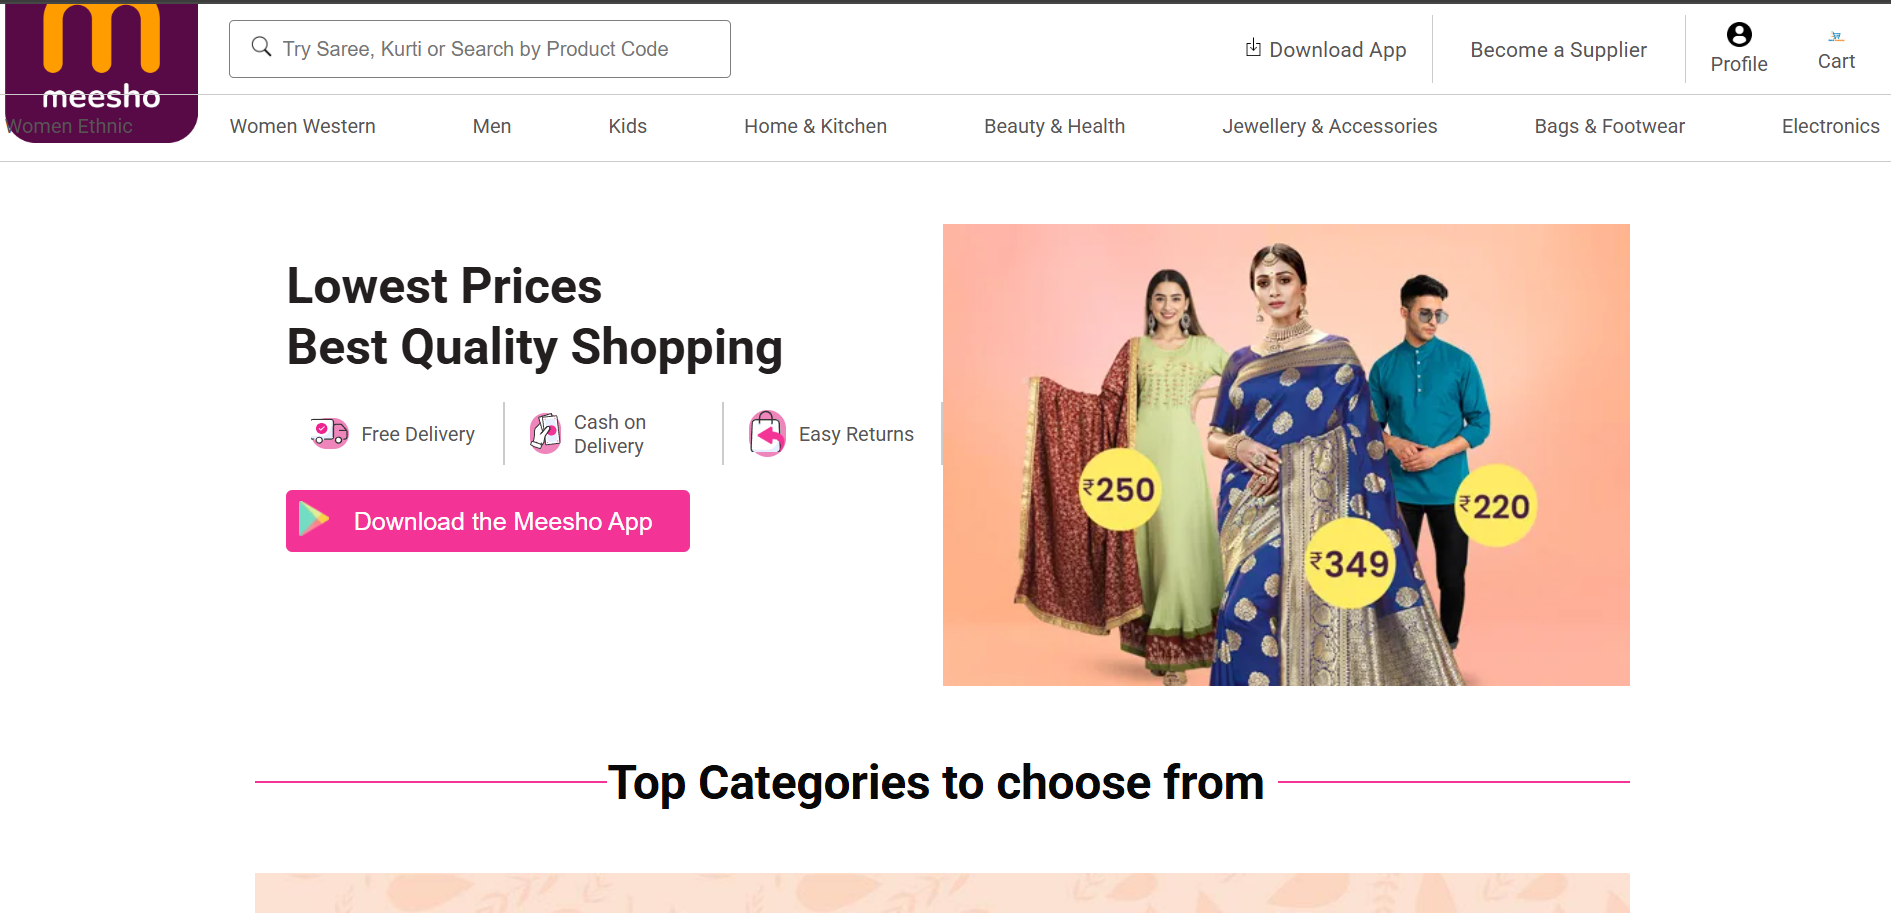 meesho
Try Saree, Kurti or Search by Product Code
Download App
Become a Supplier
Profile
Cart
Women Ethnic
Women Western
Men
Kids
Home & Kitchen
Beauty & Health
Jewellery & Accessories
Bags & Footwear
Electronics
Lowest Prices
Best Quality Shopping
Free Delivery
Cash on
Delivery
Easy Returns
Download the Meesho App
₹250
₹349
₹220
Top Categories to choose from